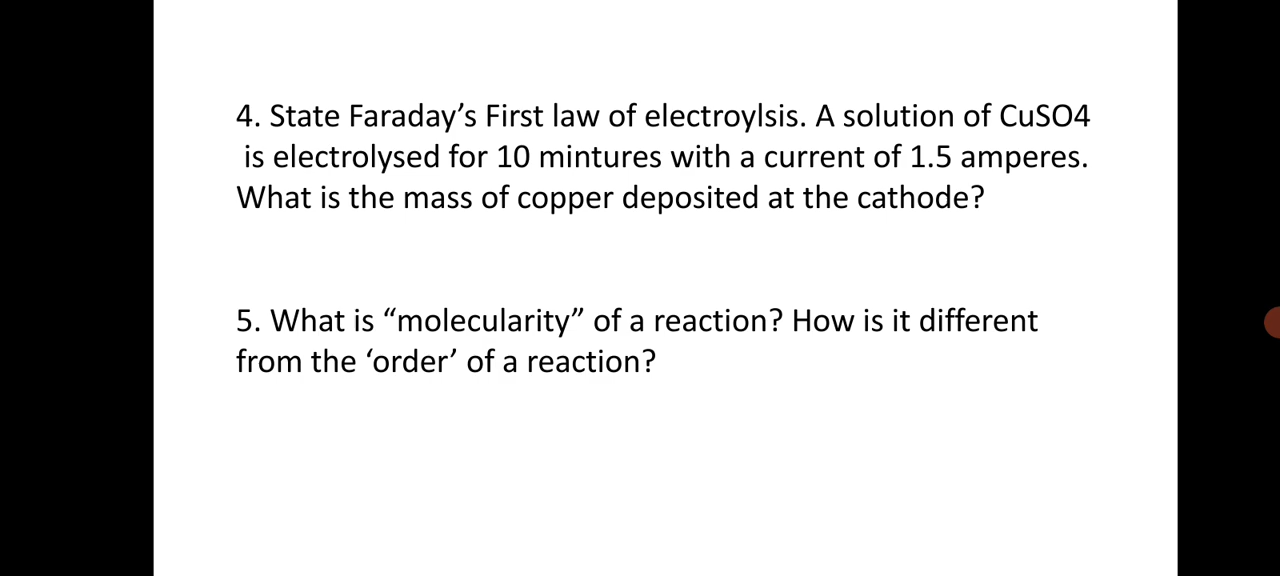 4. State Faraday’s First law of electroylsis. A solution of CuSO4
is electrolysed for 10 mintures with a current of 1.5 amperes.
What is the mass of copper deposited at the cathode?
5. What is “molecularity” of a reaction? How is it different
from the ‘order’ of a reaction?